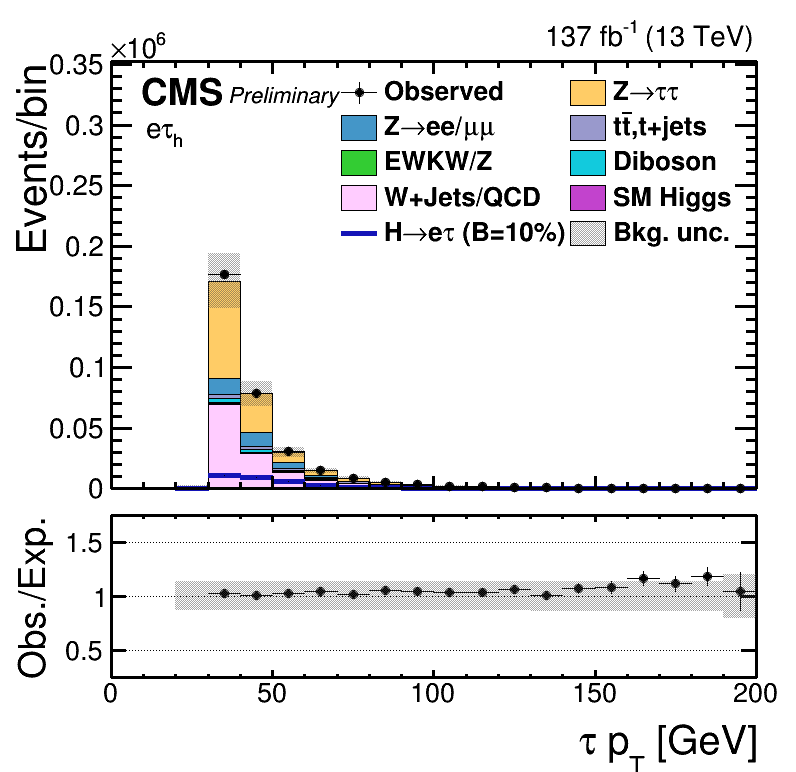 ×10⁶
137 fb⁻¹ (13 TeV)
CMS Preliminary
eτₕ
Observed
Z→ττ
Z→ee/μμ
tt̄,t+jets
EWKW/Z
Diboson
W+Jets/QCD
SM Higgs
H→eτ (B=10%)
Bkg. unc.
Events/bin
0.35
0.3
0.25
0.2
0.15
0.1
0.05
0
Obs./Exp.
1.5
1
0.5
0 50 100 150 200
τ p_T [GeV]